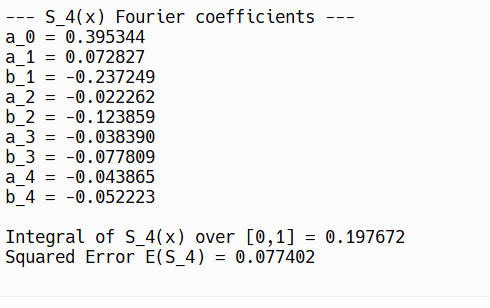 --- S_4(x) Fourier coefficients ---
a_0 = 0.395344
a_1 = 0.072827
b_1 = -0.237249
a_2 = -0.022262
b_2 = -0.123859
a_3 = -0.038390
b_3 = -0.077809
a_4 = -0.043865
b_4 = -0.052223
Integral of S_4(x) over [0,1] = 0.197672
Squared Error E(S_4) = 0.077402